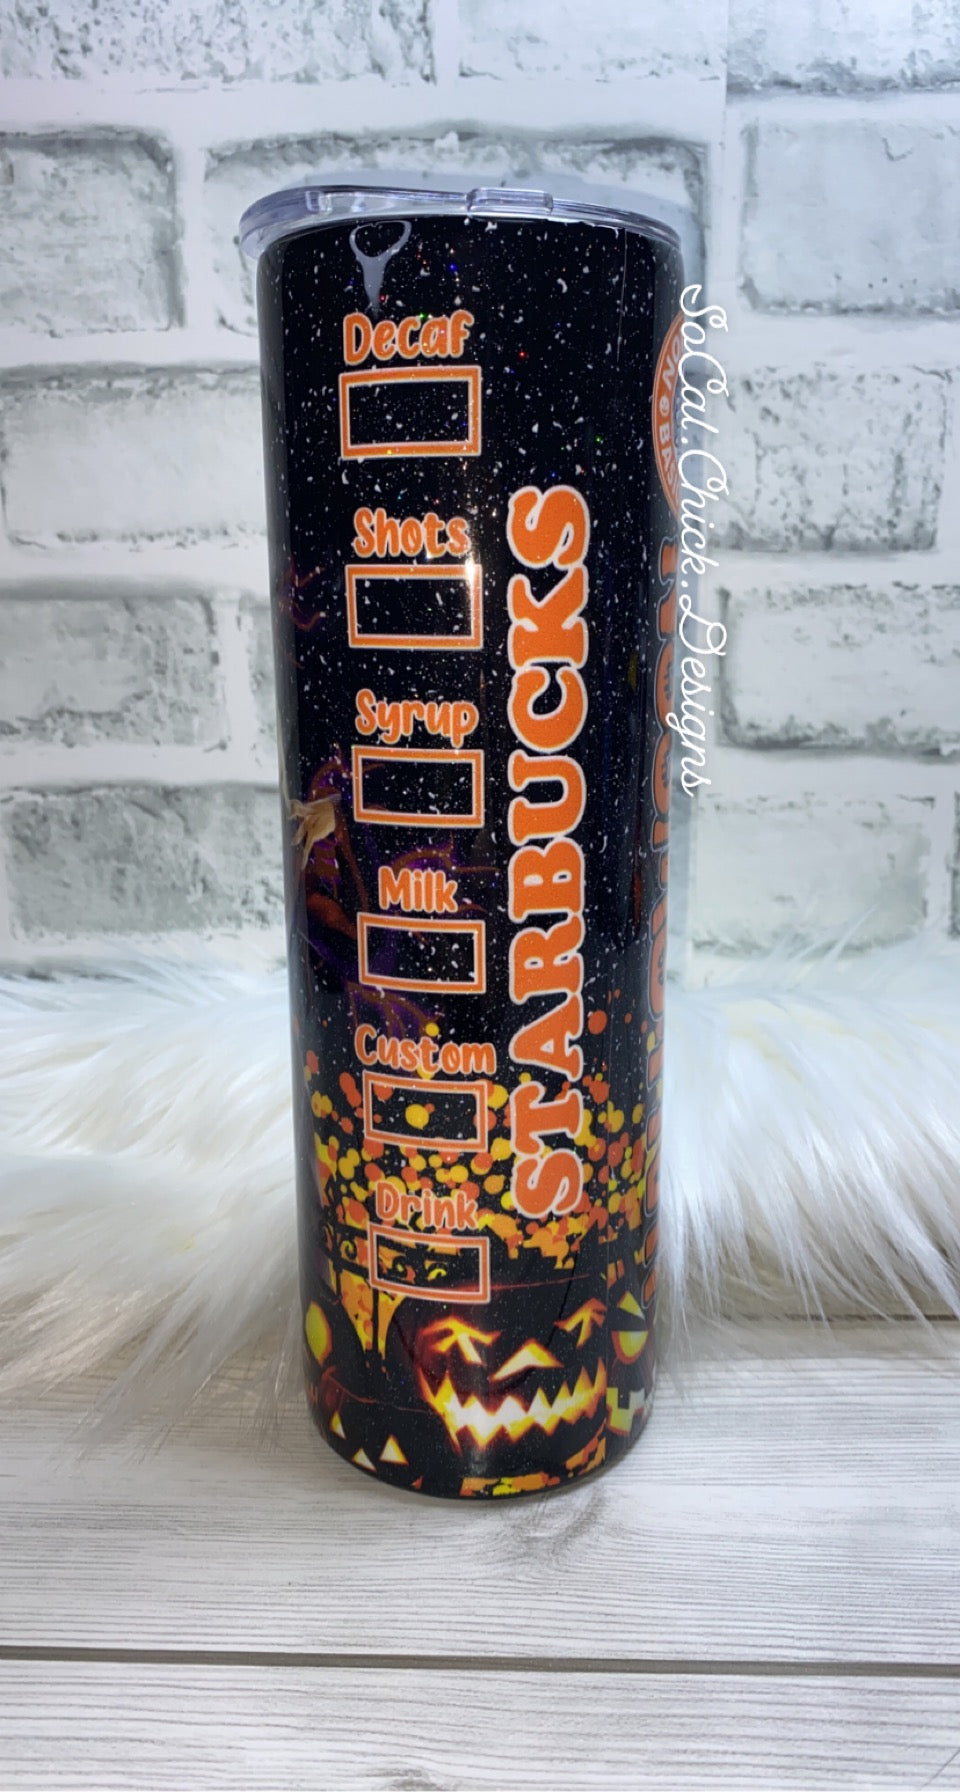 Decaf
Shots
Syrup
Milk
Custom
Drink
STARBUCKS
SoCal.Chick.Designs